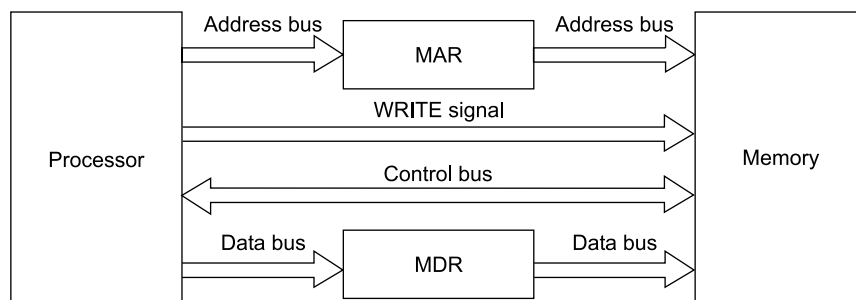 Address bus
MAR
Address bus
WRITE signal
Processor
Control bus
Memory
Data bus
MDR
Data bus